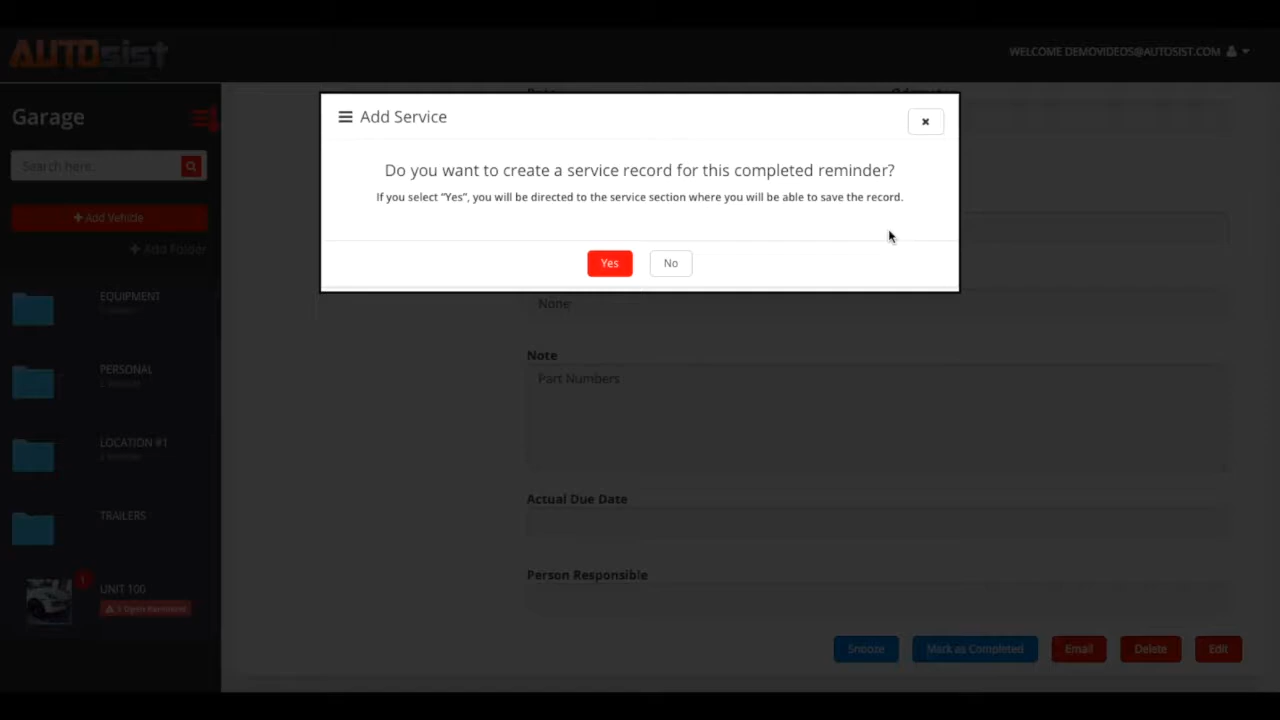 AUTOsist
WELCOME DEMOVIDEOS@AUTOSIST.COM
Garage
Search here..
+ Add Vehicle
+ Add Folder
EQUIPMENT
PERSONAL
LOCATION #1
TRAILERS
UNIT 100
1
Add Service
×
Do you want to create a service record for this completed reminder?
If you select “Yes”, you will be directed to the service section where you will be able to save the record.
Yes
No
None
Note
Part Numbers
Actual Due Date
Person Responsible
Snooze
Mark as Completed
Email
Delete
Edit